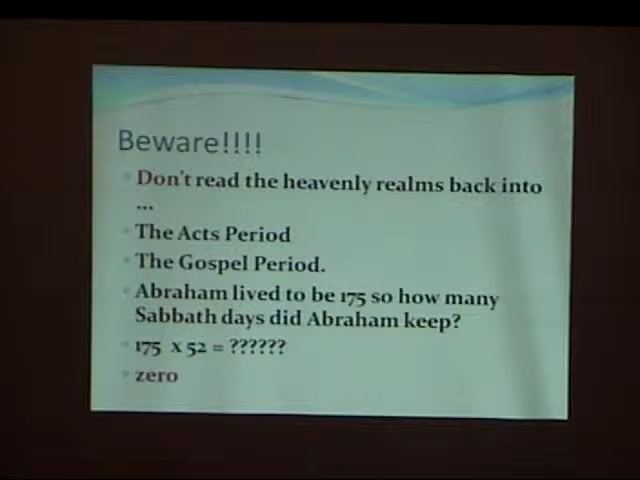 Beware!!!!
Don't read the heavenly realms back into
...
The Acts Period
The Gospel Period.
Abraham lived to be 175 so how many
Sabbath days did Abraham keep?
175 x 52 = ??????
zero